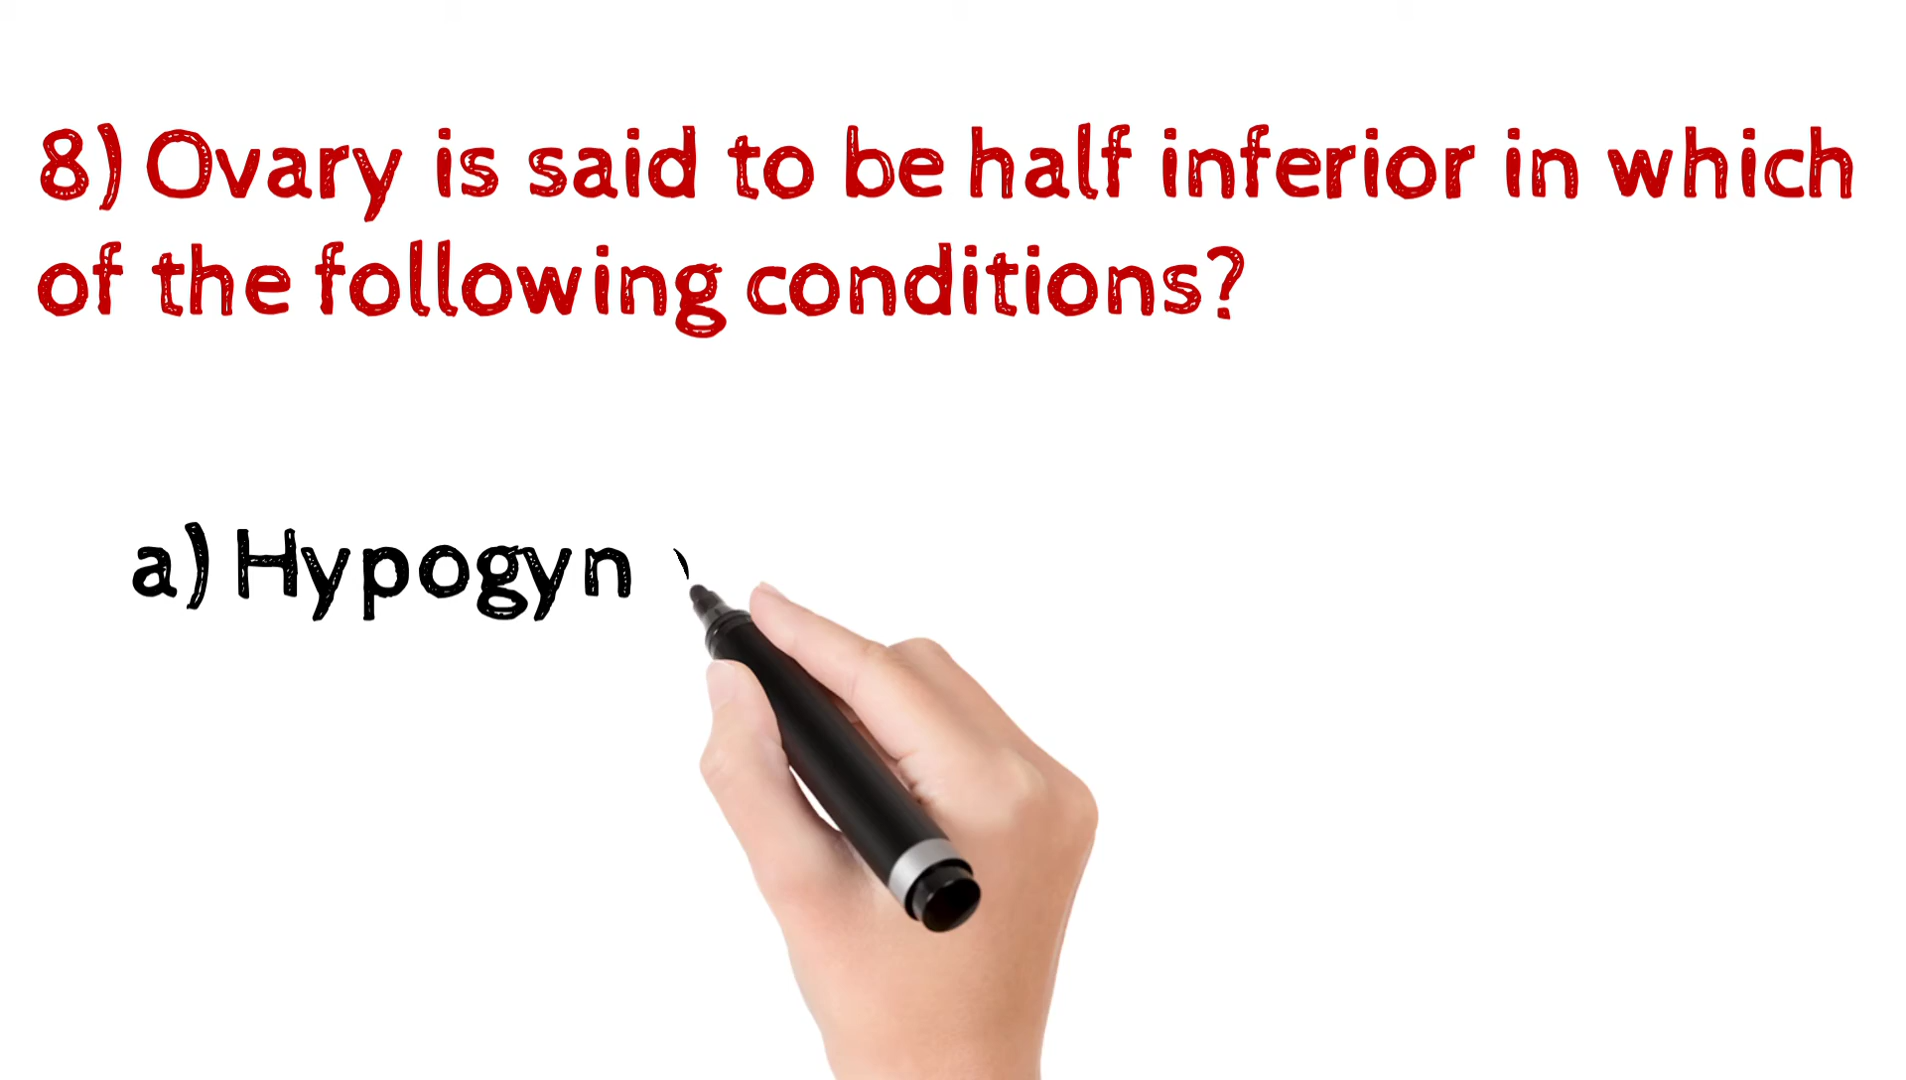 8) Ovary is said to be half inferior in which
of the following conditions?
a) Hypogyn